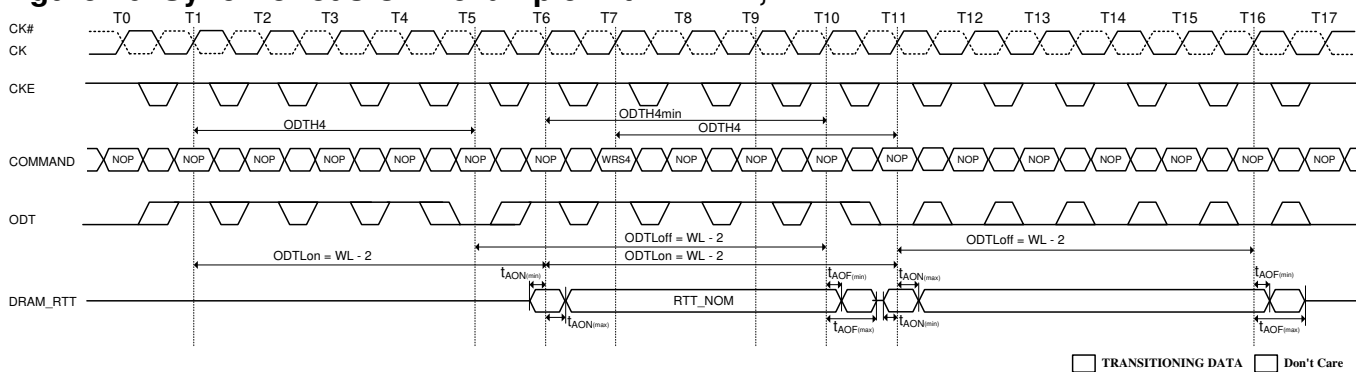 T0 T1 T2 T3 T4 T5 T6 T7 T8 T9 T10 T11 T12 T13 T14 T15 T16 T17
CK#
CK
CKE
ODTH4min
ODTH4
ODTH4
COMMAND NOP NOP NOP NOP NOP NOP NOP WRS4 NOP NOP NOP NOP NOP NOP NOP NOP NOP NOP
ODT
ODTLoff = WL - 2
ODTLoff = WL - 2
ODTLon = WL - 2
ODTLon = WL - 2
tAON(min) tAOF(min) tAON(max) tAOF(min)
DRAM_RTT RTT_NOM
tAON(max) tAOF(max) tAON(min) tAOF(max)
TRANSITIONING DATA Don't Care